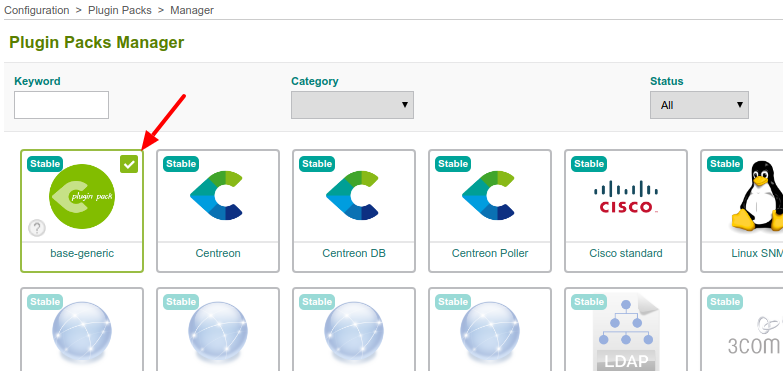 Configuration > Plugin Packs > Manager
Plugin Packs Manager
Keyword Category Status
All
Stable Stable Stable Stable Stable Stable
plugin pack
CISCO
?
base-generic Centreon Centreon DB Centreon Poller Cisco standard Linux SNM
Stable Stable Stable Stable Stable Stable
3com
LDAP